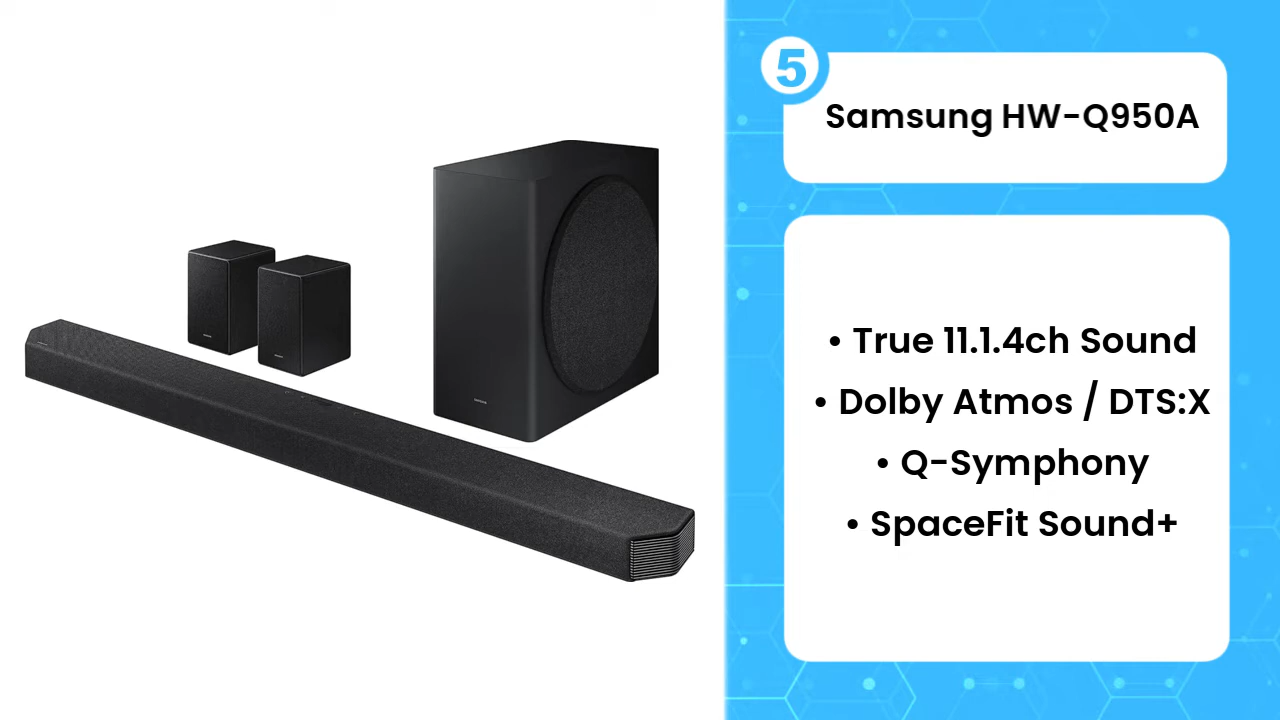 5
Samsung HW-Q950A
• True 11.1.4ch Sound
• Dolby Atmos / DTS:X
• Q-Symphony
• SpaceFit Sound+